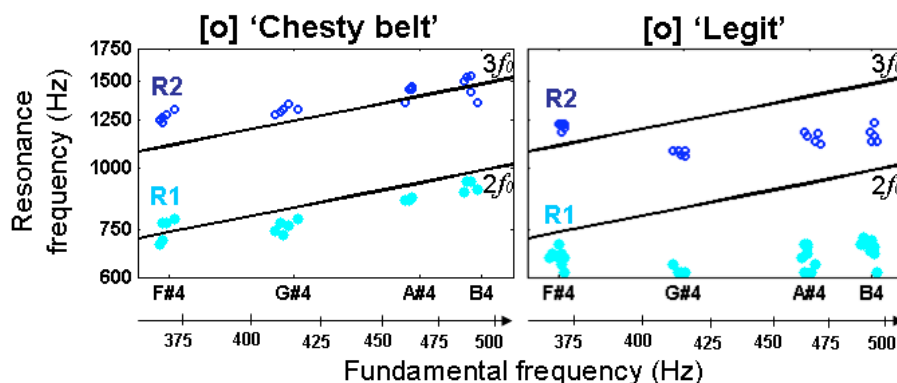 [o] 'Chesty belt'
[o] 'Legit'
Resonance
frequency (Hz)
1750
1500
1250
1000
750
600
R2
R1
3f₀
2f₀
F#4 G#4 A#4 B4
375 400 425 450 475 500
R2
R1
3f₀
2f₀
F#4 G#4 A#4 B4
375 400 425 450 475 500
Fundamental frequency (Hz)